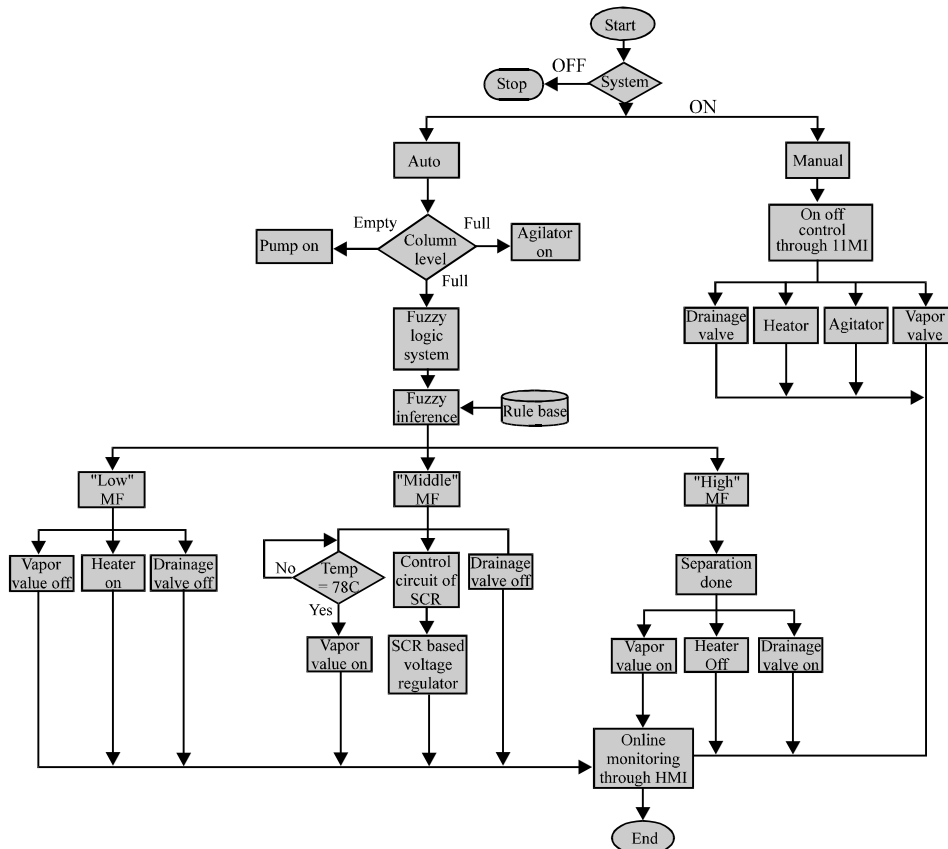 Start
OFF
System
Stop
ON
Auto
Manual
Empty
Full
On off
control
through 11MI
Pump on
Column
level
Agilator
on
Full
Drainage
valve
Heator
Agitator
Vapor
valve
Fuzzy
logic
system
Fuzzy
inference
Rule base
"Low"
MF
"Middle"
MF
"High"
MF
Vapor
value off
Heater
on
Drainage
valve off
No
Temp
= 78C
Yes
Control
circuit of
SCR
Drainage
valve off
Separation
done
Vapor
value on
SCR based
voltage
regulator
Vapor
value on
Heater
Off
Drainage
valve on
Online
monitoring
through HMI
End